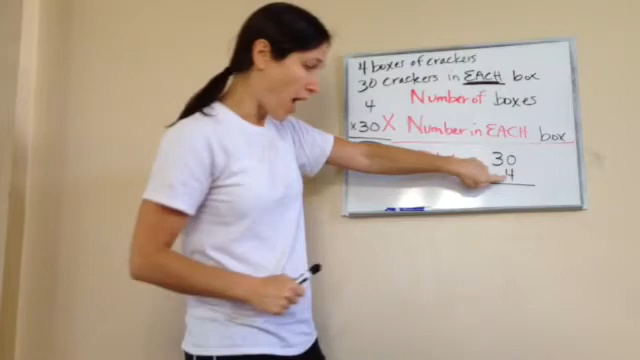 4 boxes of crackers
30 crackers in EACH box
4 Number of boxes
x30 X Number in EACH box
30
4